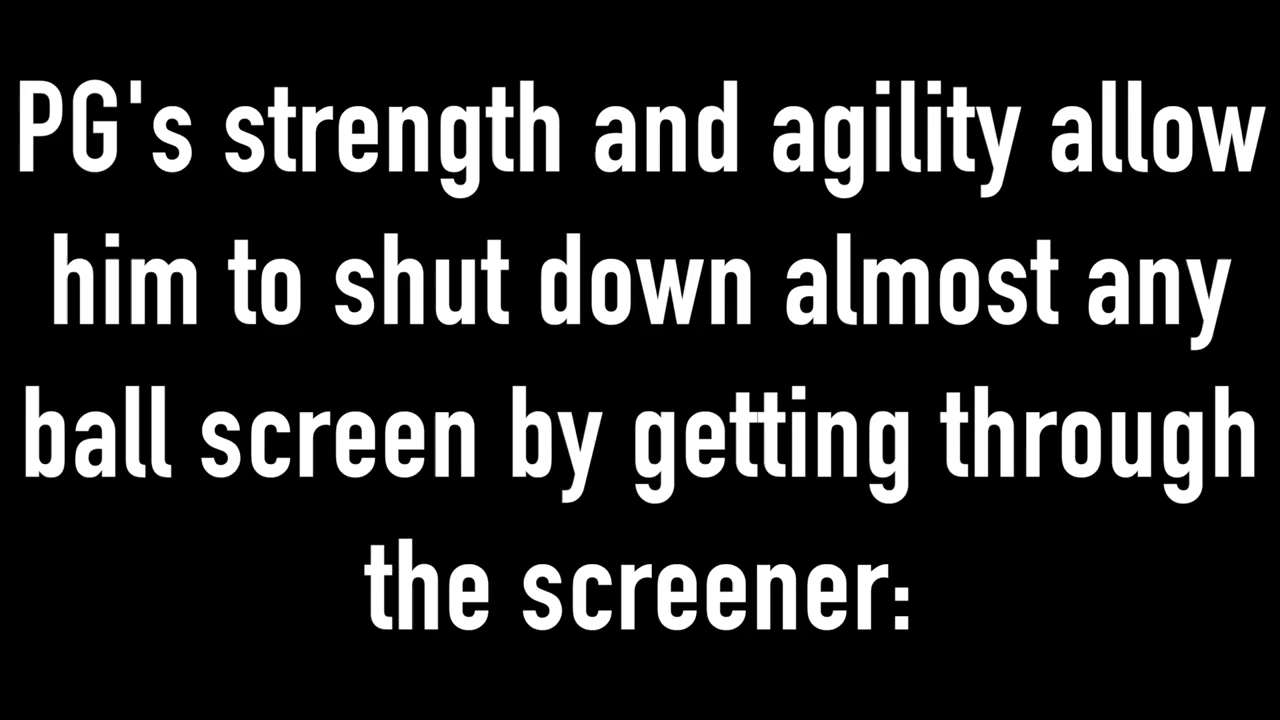 PG's strength and agility allow
him to shut down almost any
ball screen by getting through
the screener: